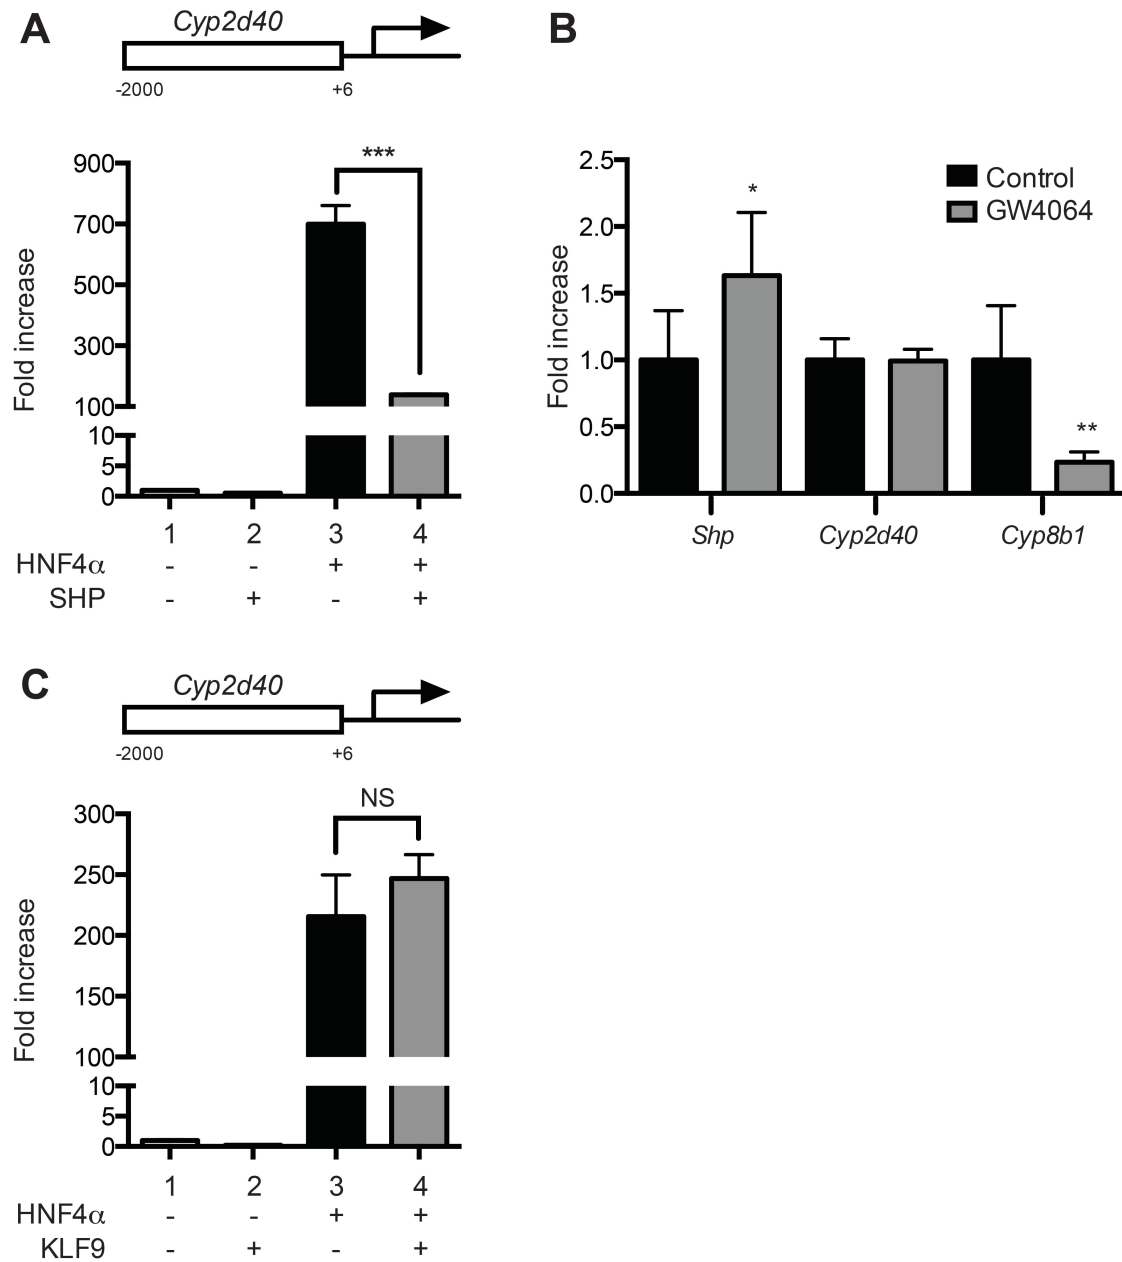 A
Cyp2d40
-2000 +6
***
900
700
500
300
100
10
5
0
Fold increase
1 2 3 4
HNF4α - - + +
SHP - + - +
B
2.5
2.0
1.5
1.0
0.5
0.0
Fold increase
Control
GW4064
*
**
Shp Cyp2d40 Cyp8b1
C
Cyp2d40
-2000 +6
NS
300
250
200
150
100
10
5
0
Fold increase
1 2 3 4
HNF4α - - + +
KLF9 - + - +